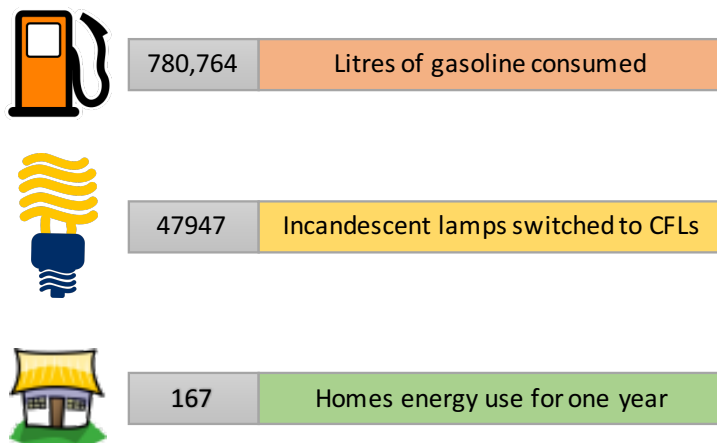 780,764 Litres of gasoline consumed
47947 Incandescent lamps switched to CFLs
167 Homes energy use for one year